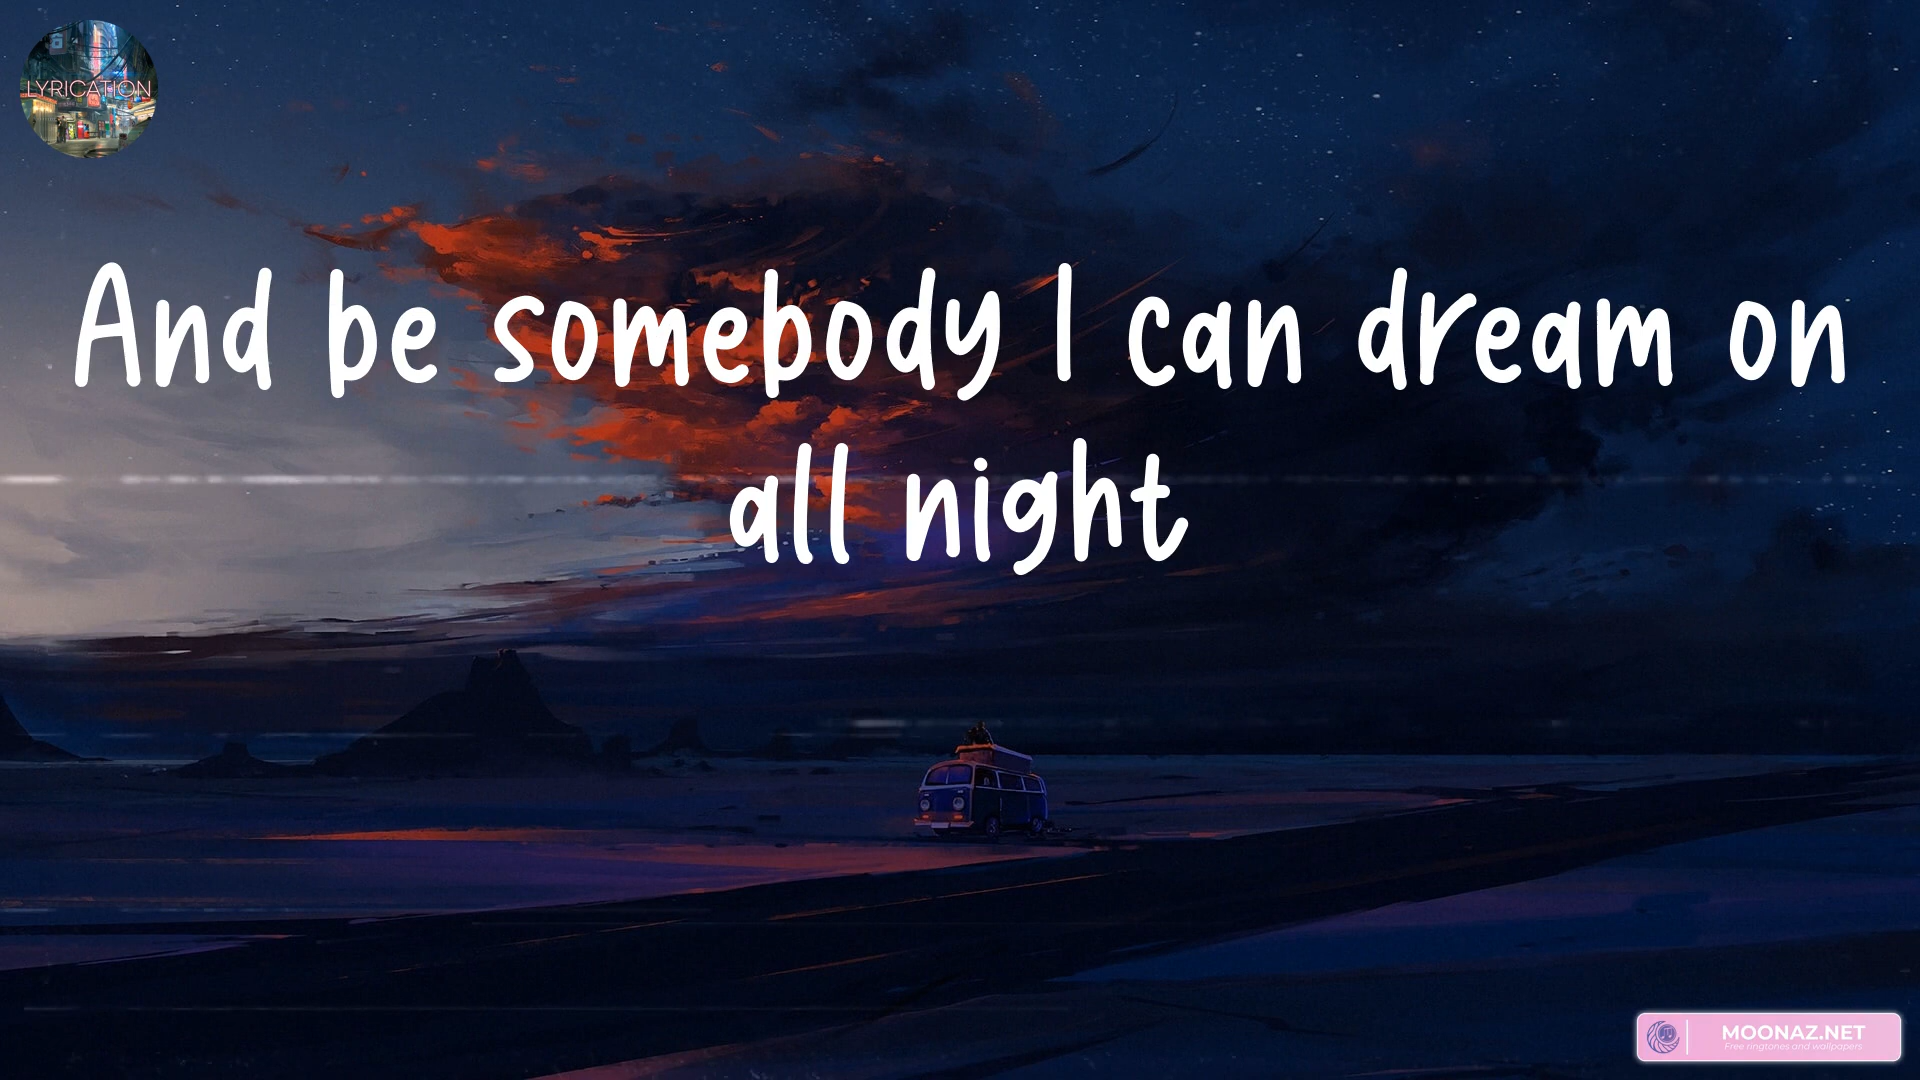 LYRICATION
And be somebody I can dream on
all night
MOONAZ.NET
Free ringtones and wallpapers